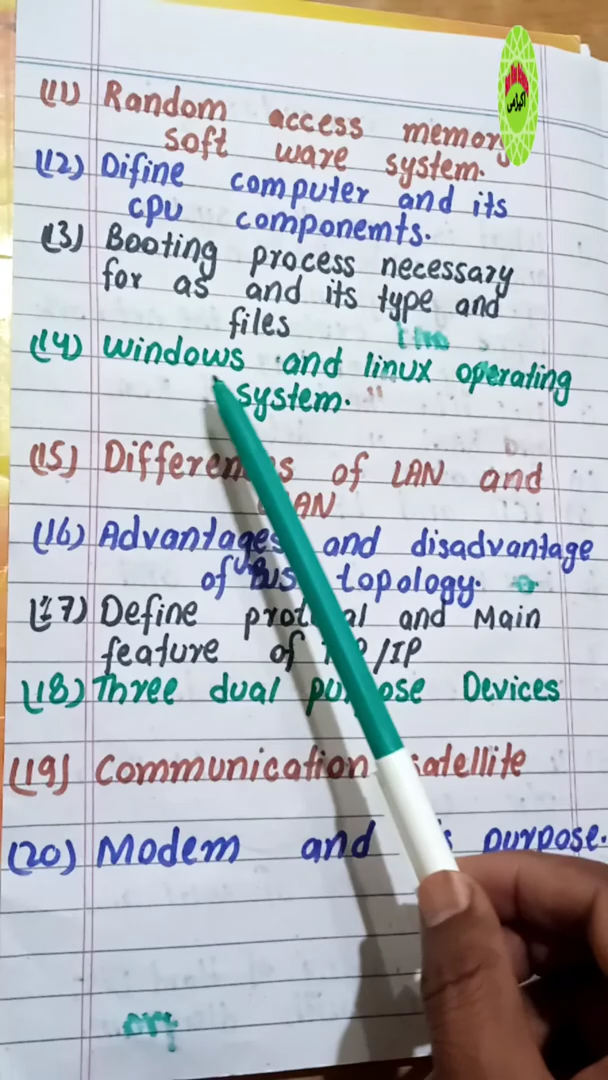 (11) Random access memory
soft ware system.
(12) Difine computer and its
cpu componemts.
(13) Booting process necessary
for as and its type and
files
(14) windows and linux operating
system.
(15) of LAN and
(16) Advantages and disadvantage
of Bus topology.
(17) Define and Main
feature of /IP
(18) Three dual Devices
(19) Communication satellite
(20) Modem and purpose.